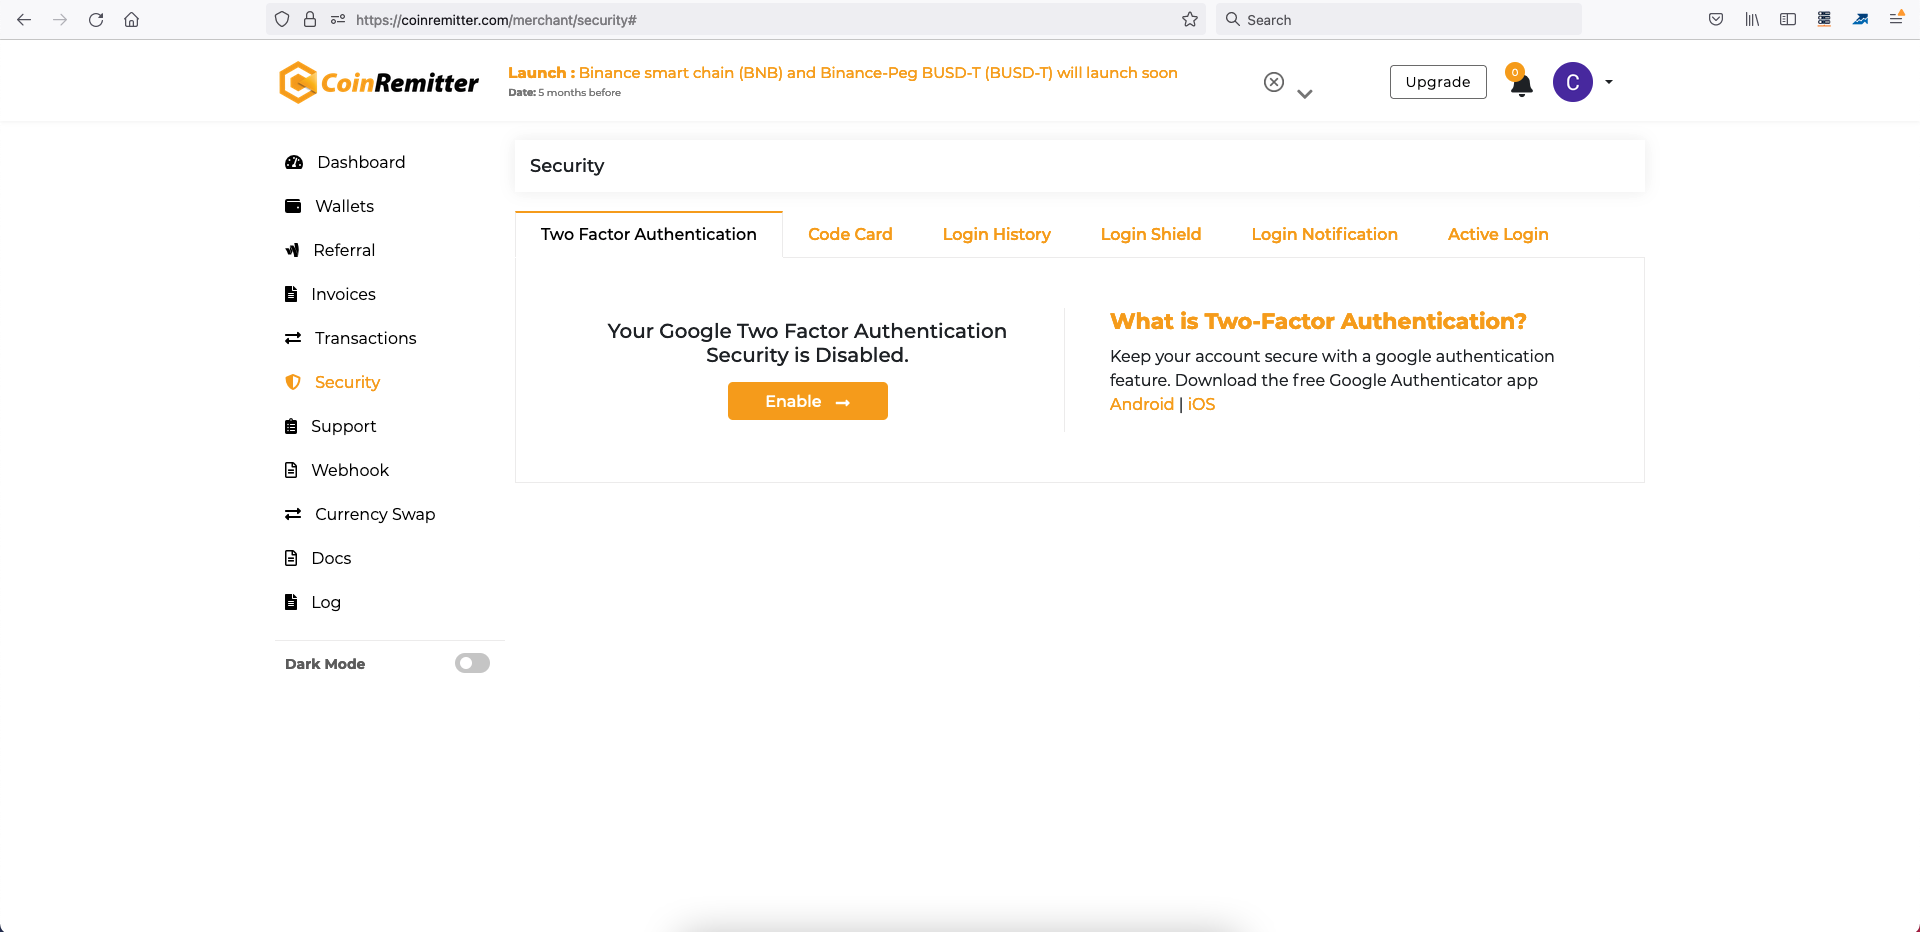 https://coinremitter.com/merchant/security#
Search
CoinRemitter
Launch : Binance smart chain (BNB) and Binance-Peg BUSD-T (BUSD-T) will launch soon
Date: 5 months before
Upgrade
0
C
Dashboard
Wallets
Referral
Invoices
Transactions
Security
Support
Webhook
Currency Swap
Docs
Log
Dark Mode
Security
Two Factor Authentication
Code Card
Login History
Login Shield
Login Notification
Active Login
Your Google Two Factor Authentication
Security is Disabled.
Enable
What is Two-Factor Authentication?
Keep your account secure with a google authentication
feature. Download the free Google Authenticator app
Android | iOS